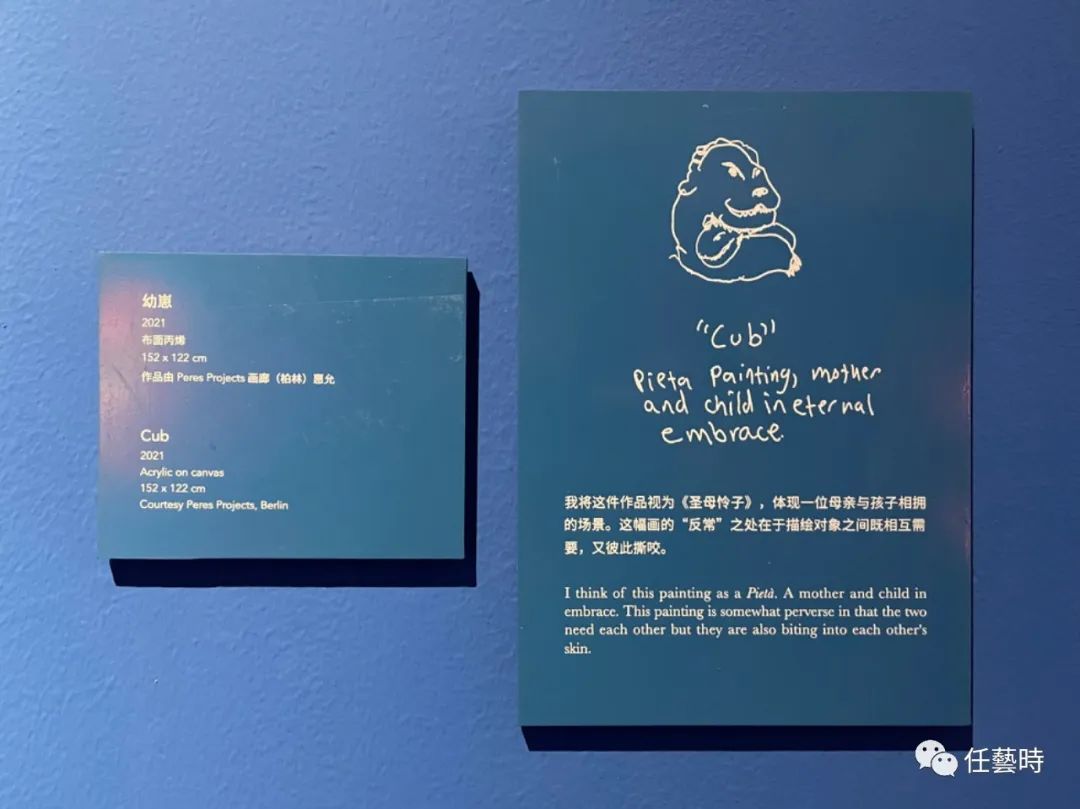 幼崽
2021
布面丙烯
152 x 122 cm
作品由 Peres Projects 画廊（柏林）惠允
Cub
2021
Acrylic on canvas
152 x 122 cm
Courtesy Peres Projects, Berlin
"Cub"
Pieta Painting, mother
and child in eternal
embrace.
我将这件作品视为《圣母怜子》，体现一位母亲与孩子相拥
的场景。这幅画的“反常”之处在于描绘对象之间既相互需
要，又彼此撕咬。
I think of this painting as a Pietà. A mother and child in
embrace. This painting is somewhat perverse in that the two
need each other but they are also biting into each other's
skin.
任藝時